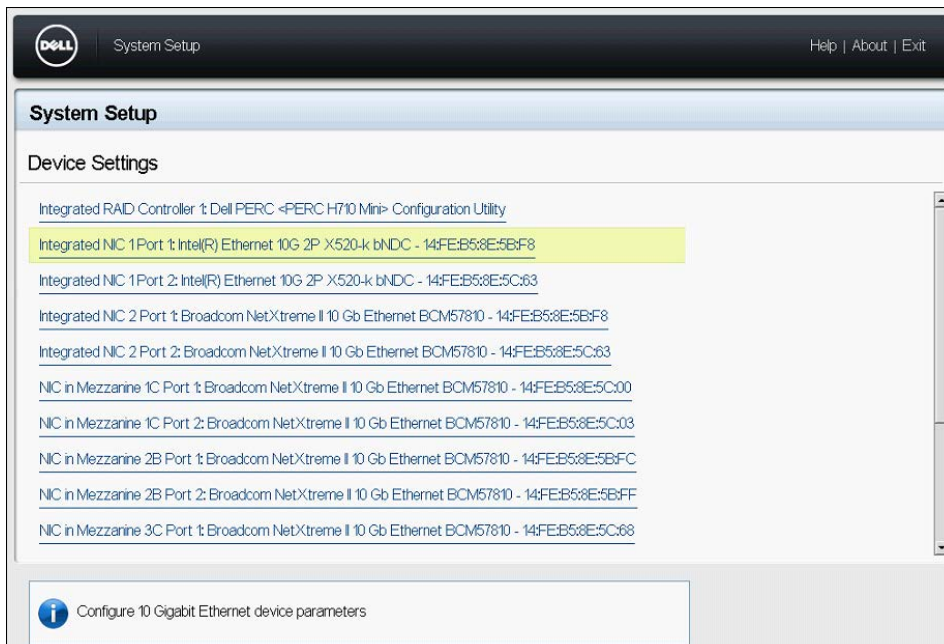 DELL
System Setup
Help | About | Exit
System Setup
Device Settings
Integrated RAID Controller 1: Dell PERC <PERC H710 Mini> Configuration Utility
Integrated NIC 1 Port 1: Intel(R) Ethernet 10G 2P X520-k bNDC - 14:FE:B5:8E:5B:F8
Integrated NIC 1 Port 2: Intel(R) Ethernet 10G 2P X520-k bNDC - 14:FE:B5:8E:5C:63
Integrated NIC 2 Port 1: Broadcom NetXtreme II 10 Gb Ethernet BCM57810 - 14:FE:B5:8E:5B:F8
Integrated NIC 2 Port 2: Broadcom NetXtreme II 10 Gb Ethernet BCM57810 - 14:FE:B5:8E:5C:63
NIC in Mezzanine 1C Port 1: Broadcom NetXtreme II 10 Gb Ethernet BCM57810 - 14:FE:B5:8E:5C:00
NIC in Mezzanine 1C Port 2: Broadcom NetXtreme II 10 Gb Ethernet BCM57810 - 14:FE:B5:8E:5C:03
NIC in Mezzanine 2B Port 1: Broadcom NetXtreme II 10 Gb Ethernet BCM57810 - 14:FE:B5:8E:5B:FC
NIC in Mezzanine 2B Port 2: Broadcom NetXtreme II 10 Gb Ethernet BCM57810 - 14:FE:B5:8E:5B:FF
NIC in Mezzanine 3C Port 1: Broadcom NetXtreme II 10 Gb Ethernet BCM57810 - 14:FE:B5:8E:5C:68
Configure 10 Gigabit Ethernet device parameters